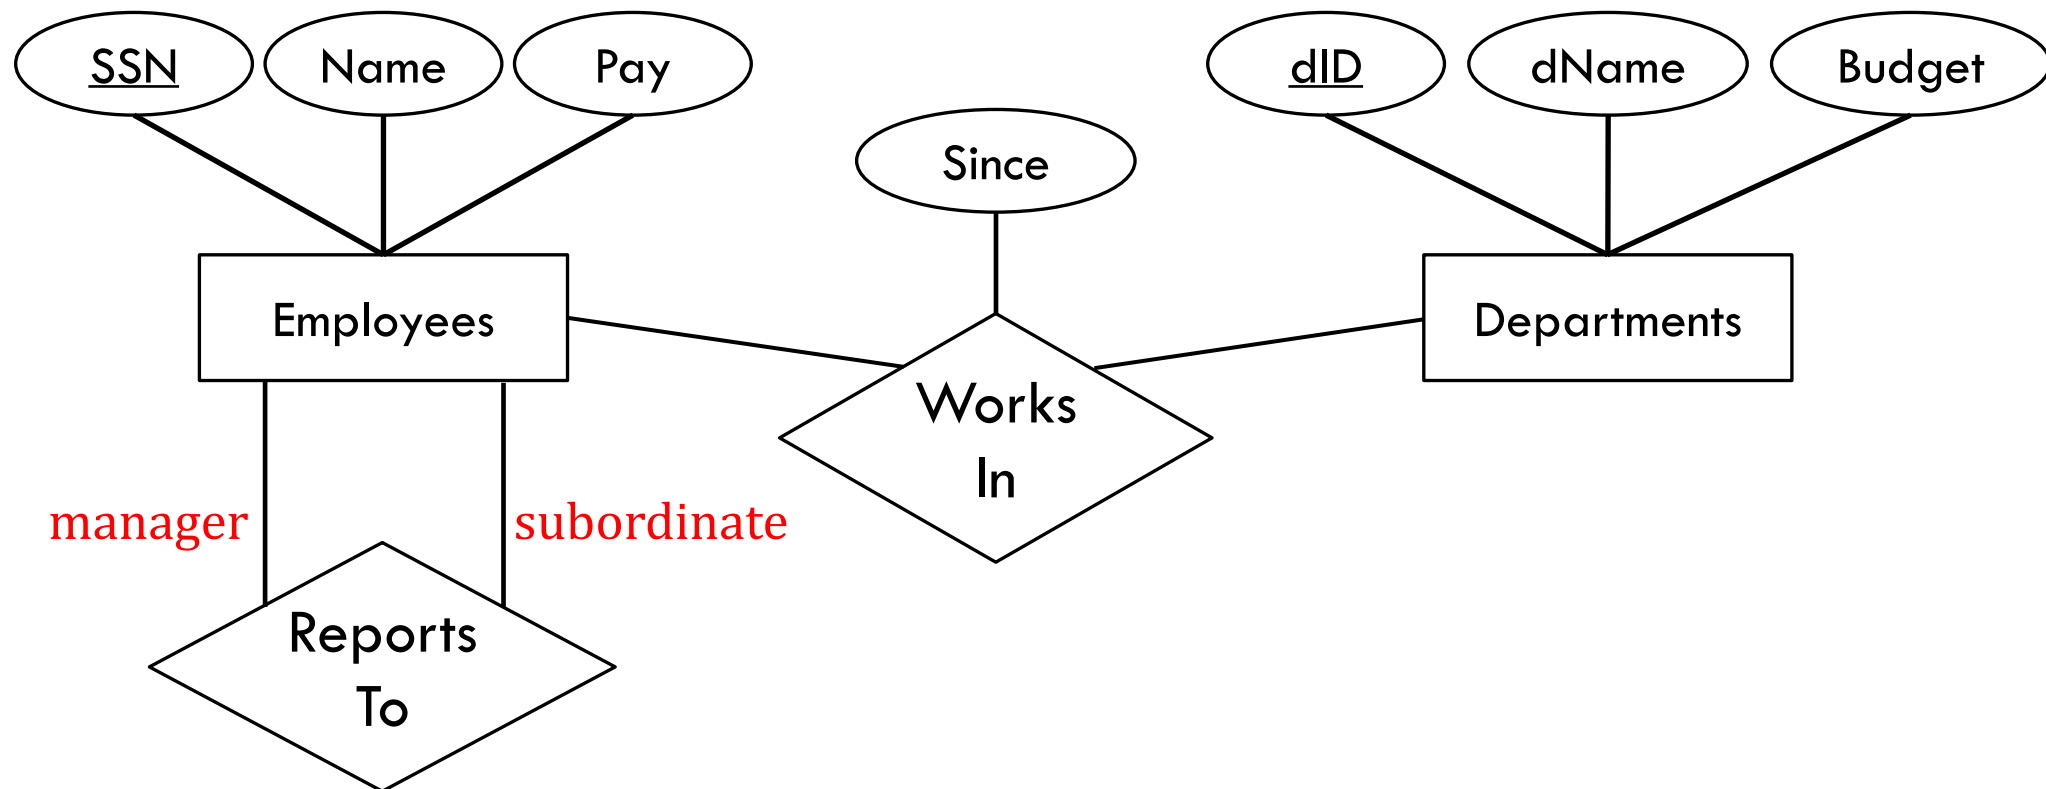 SSN Name Pay dID dName Budget
Since
Employees Departments
Works
In
manager subordinate
Reports
To